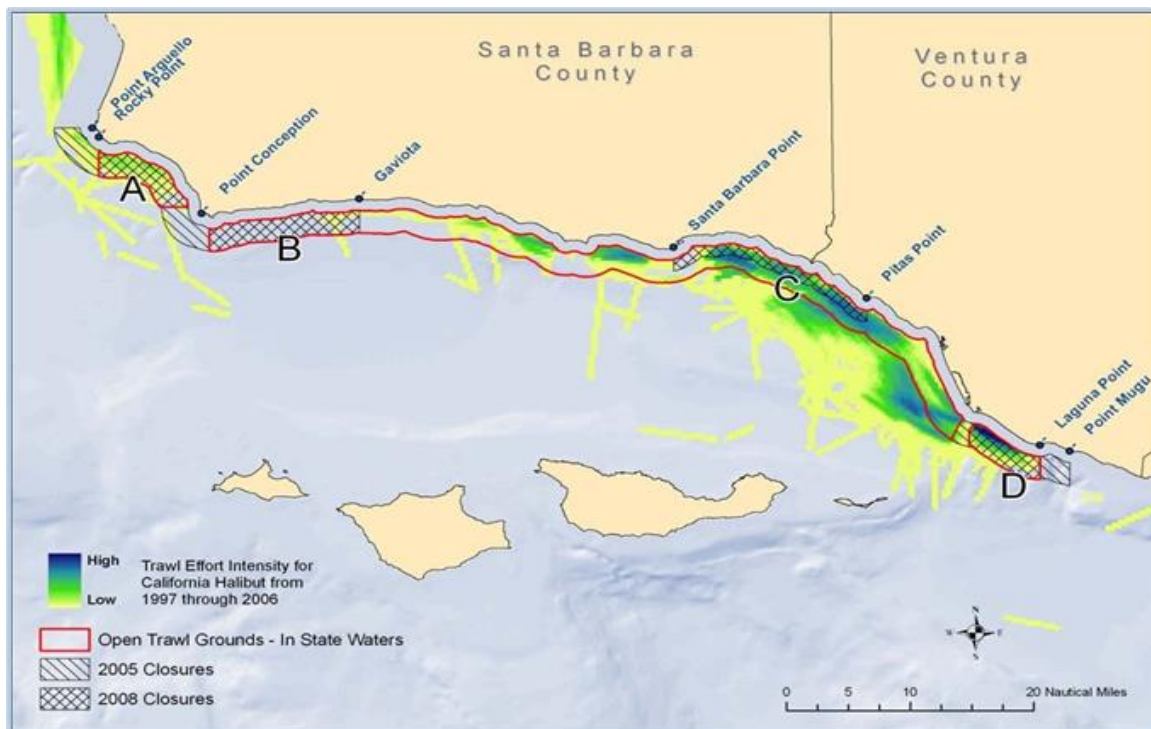 Santa Barbara
County
Ventura
County
Point Arguello
Rocky Point
Point Conception
Gaviota
Santa Barbara Point
Pitas Point
Laguna Point
Point Mugu
A
B
C
D
High
Low
Trawl Effort Intensity for
California Halibut from
1997 through 2006
Open Trawl Grounds - In State Waters
2005 Closures
2008 Closures
N
W
E
0 5 10 20 Nautical Miles